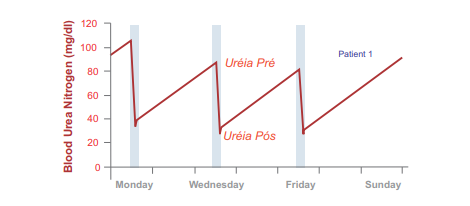 Blood Urea Nitrogen (mg/dl)
120
100
80
60
40
20
0
Patient 1
Uréia Pré
Uréia Pós
Monday
Wednesday
Friday
Sunday